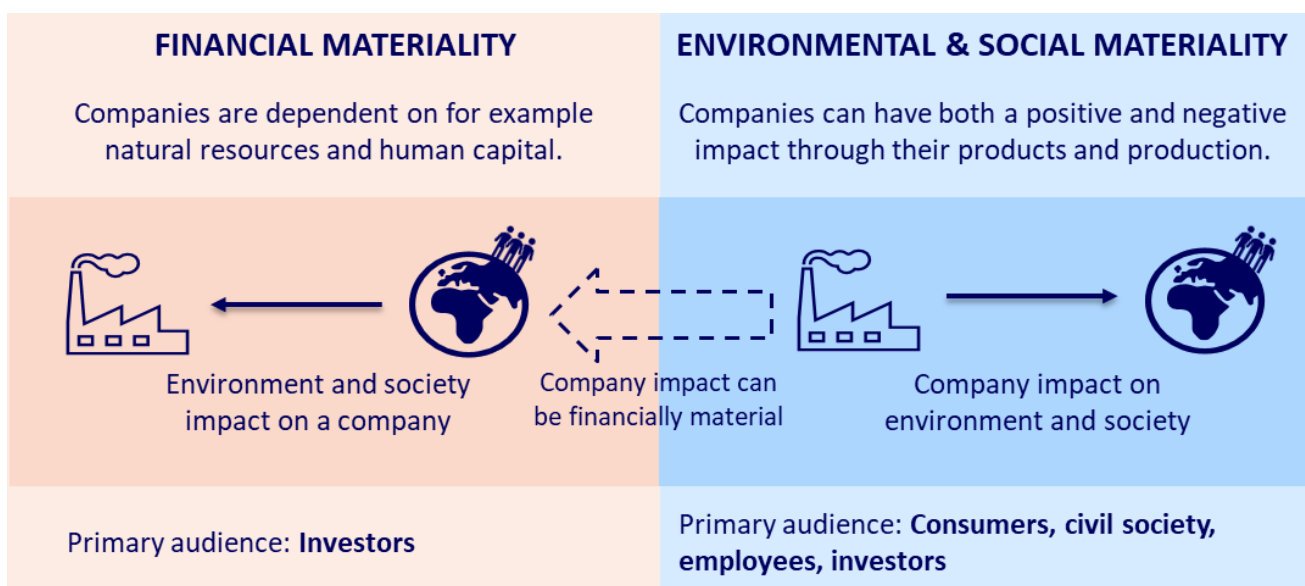 FINANCIAL MATERIALITY
Companies are dependent on for example
natural resources and human capital.
ENVIRONMENTAL & SOCIAL MATERIALITY
Companies can have both a positive and negative
impact through their products and production.
Environment and society
impact on a company
Company impact can
be financially material
Company impact on
environment and society
Primary audience: Investors
Primary audience: Consumers, civil society,
employees, investors